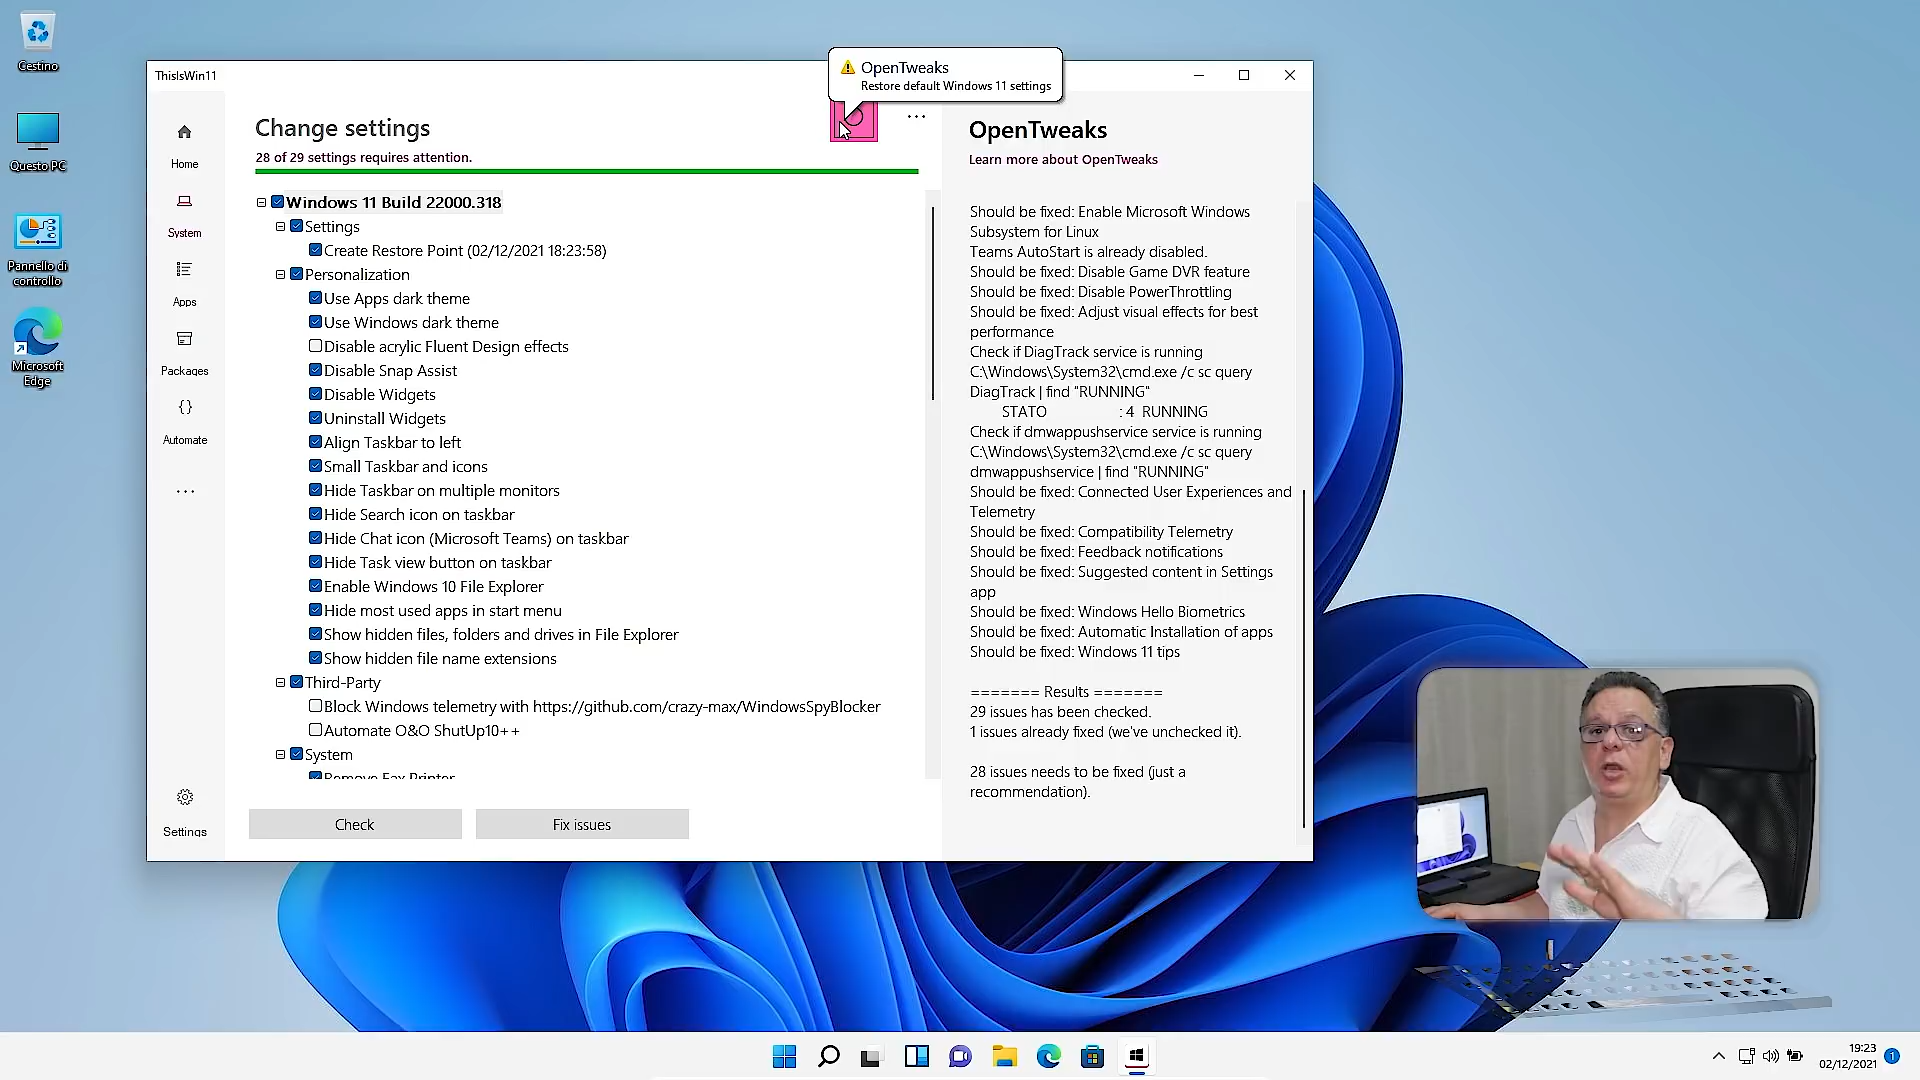 Cestino
Questo PC
Pannello di
controllo
Microsoft
Edge
ThisIsWin11
OpenTweaks
Restore default Windows 11 settings
Home
System
Apps
Packages
Automate
Settings
Change settings
28 of 29 settings requires attention.
Windows 11 Build 22000.318
Settings
Create Restore Point (02/12/2021 18:23:58)
Personalization
Use Apps dark theme
Use Windows dark theme
Disable acrylic Fluent Design effects
Disable Snap Assist
Disable Widgets
Uninstall Widgets
Align Taskbar to left
Small Taskbar and icons
Hide Taskbar on multiple monitors
Hide Search icon on taskbar
Hide Chat icon (Microsoft Teams) on taskbar
Hide Task view button on taskbar
Enable Windows 10 File Explorer
Hide most used apps in start menu
Show hidden files, folders and drives in File Explorer
Show hidden file name extensions
Third-Party
Block Windows telemetry with https://github.com/crazy-max/WindowsSpyBlocker
Automate O&O ShutUp10++
System
Remove Fax Printer
Check
Fix issues
OpenTweaks
Learn more about OpenTweaks
Should be fixed: Enable Microsoft Windows
Subsystem for Linux
Teams AutoStart is already disabled.
Should be fixed: Disable Game DVR feature
Should be fixed: Disable PowerThrottling
Should be fixed: Adjust visual effects for best
performance
Check if DiagTrack service is running
C:\Windows\System32\cmd.exe /c sc query
DiagTrack | find "RUNNING"
STATO : 4 RUNNING
Check if dmwappushservice service is running
C:\Windows\System32\cmd.exe /c sc query
dmwappushservice | find "RUNNING"
Should be fixed: Connected User Experiences and
Telemetry
Should be fixed: Compatibility Telemetry
Should be fixed: Feedback notifications
Should be fixed: Suggested content in Settings
app
Should be fixed: Windows Hello Biometrics
Should be fixed: Automatic Installation of apps
Should be fixed: Windows 11 tips
======= Results =======
29 issues has been checked.
1 issues already fixed (we've unchecked it).
28 issues needs to be fixed (just a
recommendation).
19:23
02/12/2021
1